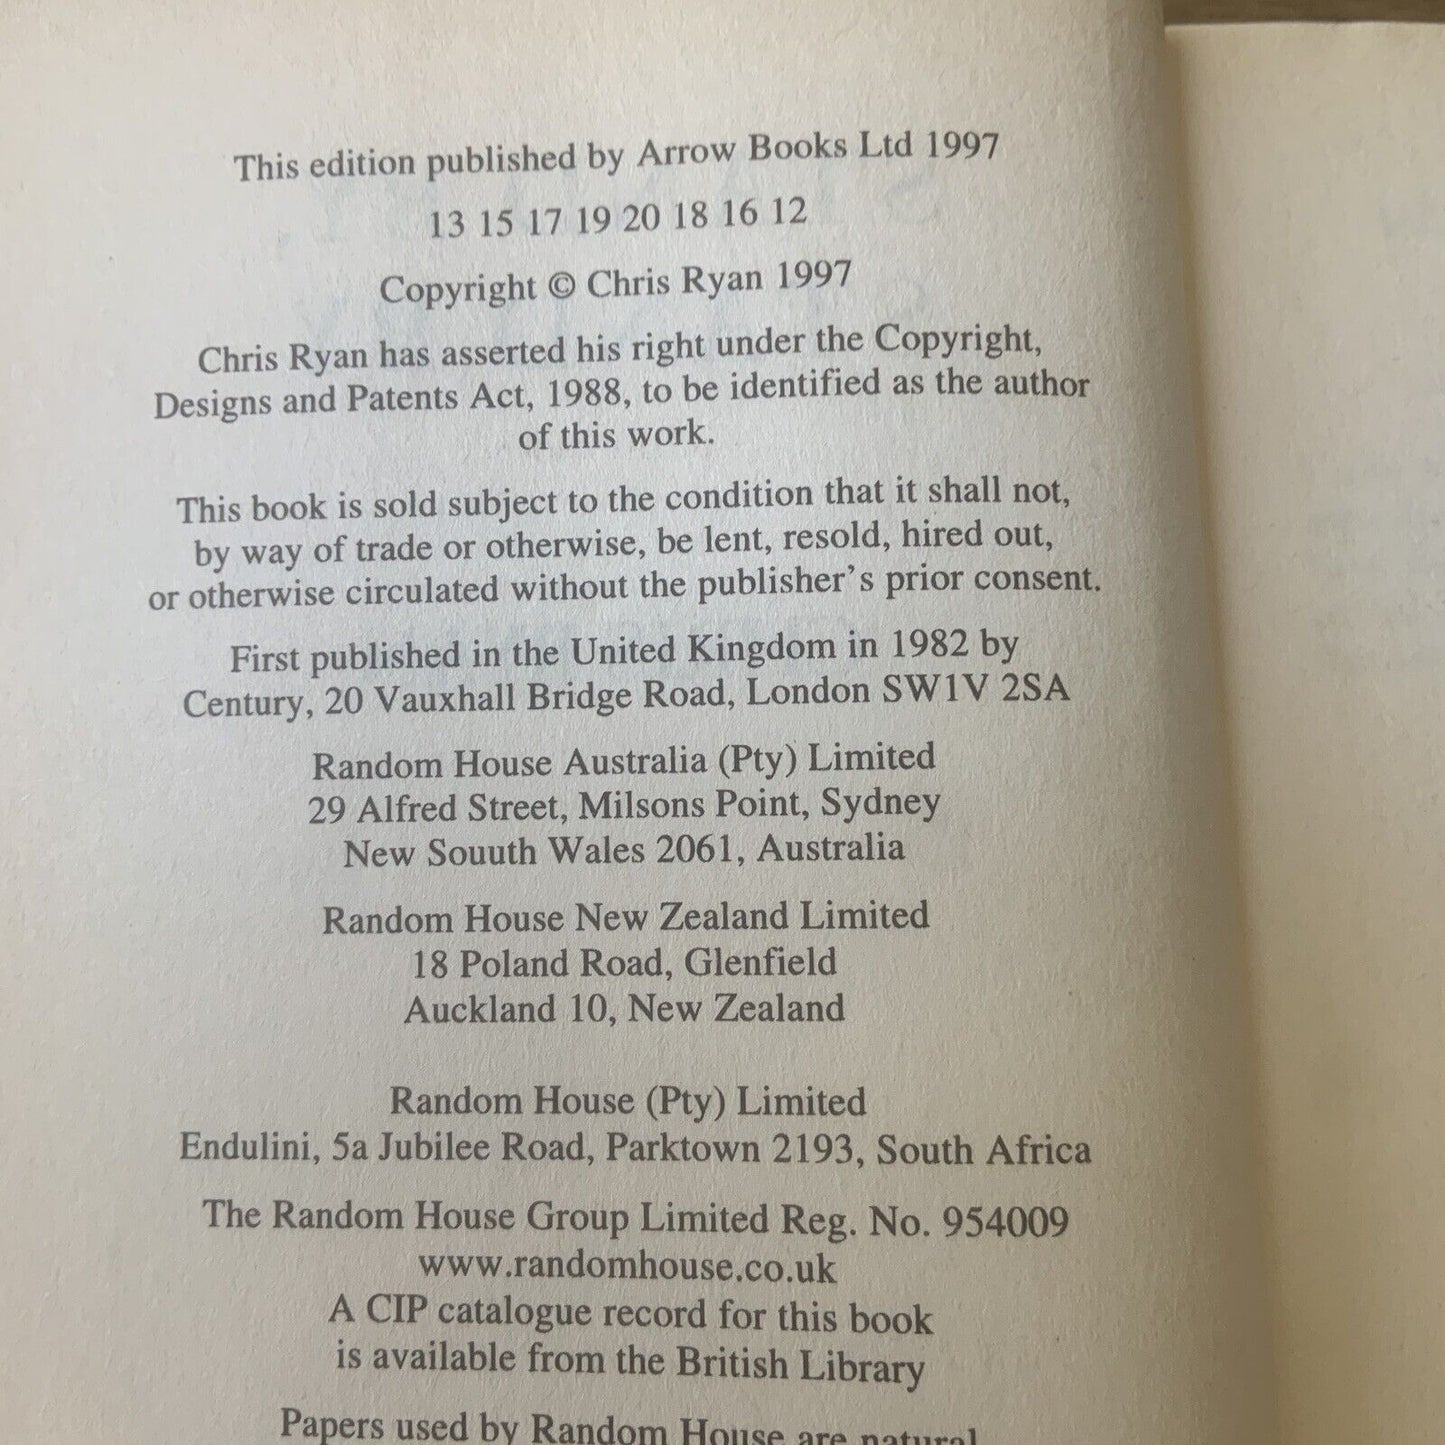 This edition published by Arrow Books Ltd 1997
13 15 17 19 20 18 16 12
Copyright © Chris Ryan 1997
Chris Ryan has asserted his right under the Copyright,
Designs and Patents Act, 1988, to be identified as the author
of this work.
This book is sold subject to the condition that it shall not,
by way of trade or otherwise, be lent, resold, hired out,
or otherwise circulated without the publisher's prior consent.
First published in the United Kingdom in 1982 by
Century, 20 Vauxhall Bridge Road, London SW1V 2SA
Random House Australia (Pty) Limited
29 Alfred Street, Milsons Point, Sydney
New Souuth Wales 2061, Australia
Random House New Zealand Limited
18 Poland Road, Glenfield
Auckland 10, New Zealand
Random House (Pty) Limited
Endulini, 5a Jubilee Road, Parktown 2193, South Africa
The Random House Group Limited Reg. No. 954009
www.randomhouse.co.uk
A CIP catalogue record for this book
is available from the British Library
Papers used by Random House are natural